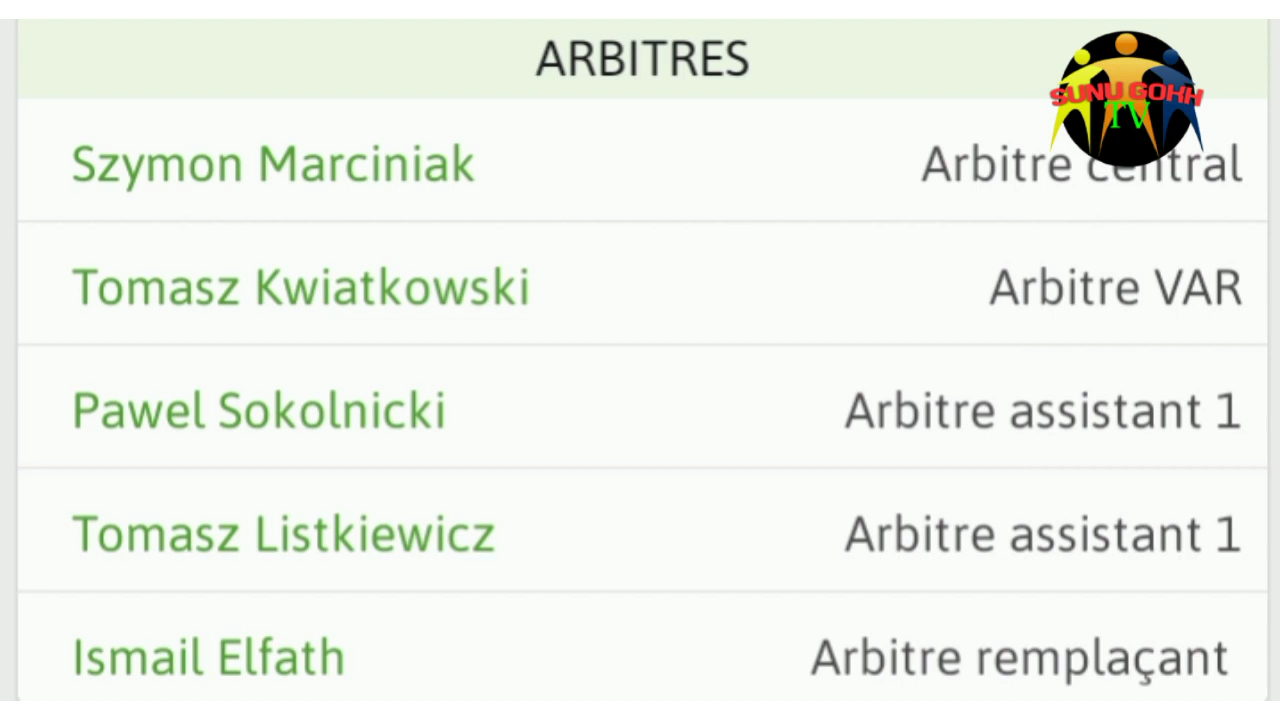 ARBITRES
SUNU GOKH
TV
Szymon Marciniak Arbitre central
Tomasz Kwiatkowski Arbitre VAR
Pawel Sokolnicki Arbitre assistant 1
Tomasz Listkiewicz Arbitre assistant 1
Ismail Elfath Arbitre remplaçant